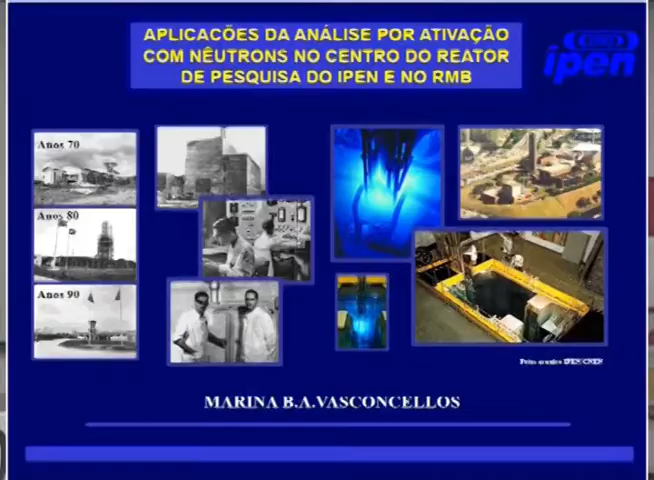 APLICACÕES DA ANÁLISE POR ATIVAÇÃO
COM NÊUTRONS NO CENTRO DO REATOR
DE PESQUISA DO IPEN E NO RMB
ipen
Anos 70
Anos 80
Anos 90
MARINA B.A.VASCONCELLOS